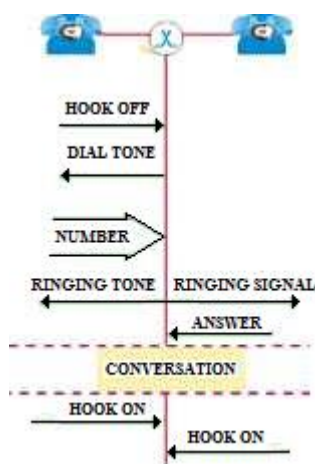 X
HOOK OFF
DIAL TONE
NUMBER
RINGING TONE RINGING SIGNAL
ANSWER
CONVERSATION
HOOK ON
HOOK ON